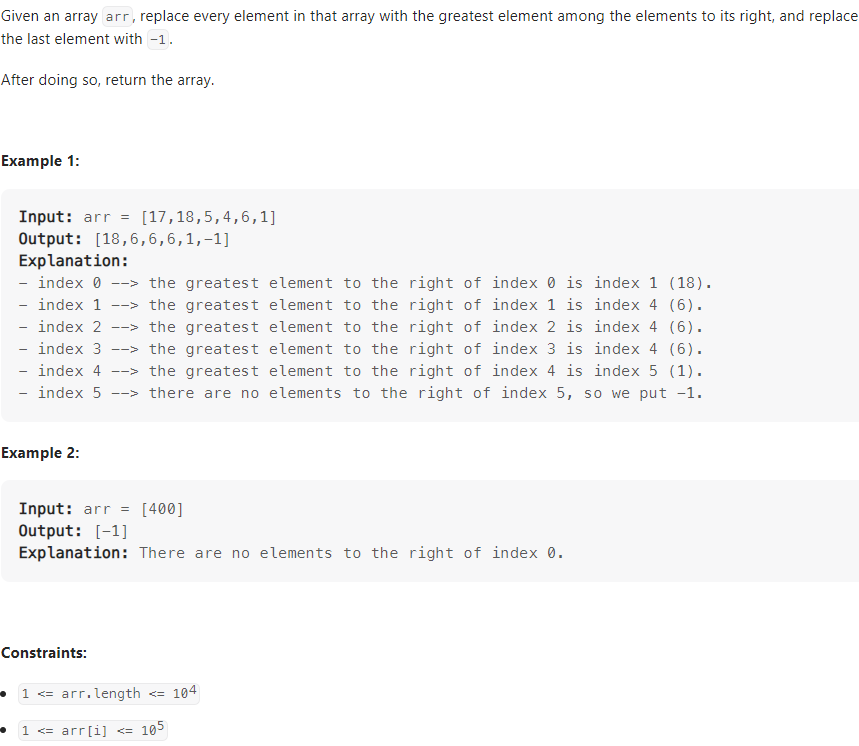 Given an array arr, replace every element in that array with the greatest element among the elements to its right, and replace
the last element with -1.
After doing so, return the array.
Example 1:
Input: arr = [17,18,5,4,6,1]
Output: [18,6,6,6,1,-1]
Explanation:
- index 0 --> the greatest element to the right of index 0 is index 1 (18).
- index 1 --> the greatest element to the right of index 1 is index 4 (6).
- index 2 --> the greatest element to the right of index 2 is index 4 (6).
- index 3 --> the greatest element to the right of index 3 is index 4 (6).
- index 4 --> the greatest element to the right of index 4 is index 5 (1).
- index 5 --> there are no elements to the right of index 5, so we put -1.
Example 2:
Input: arr = [400]
Output: [-1]
Explanation: There are no elements to the right of index 0.
Constraints:
• 1 <= arr.length <= 10⁴
• 1 <= arr[i] <= 10⁵